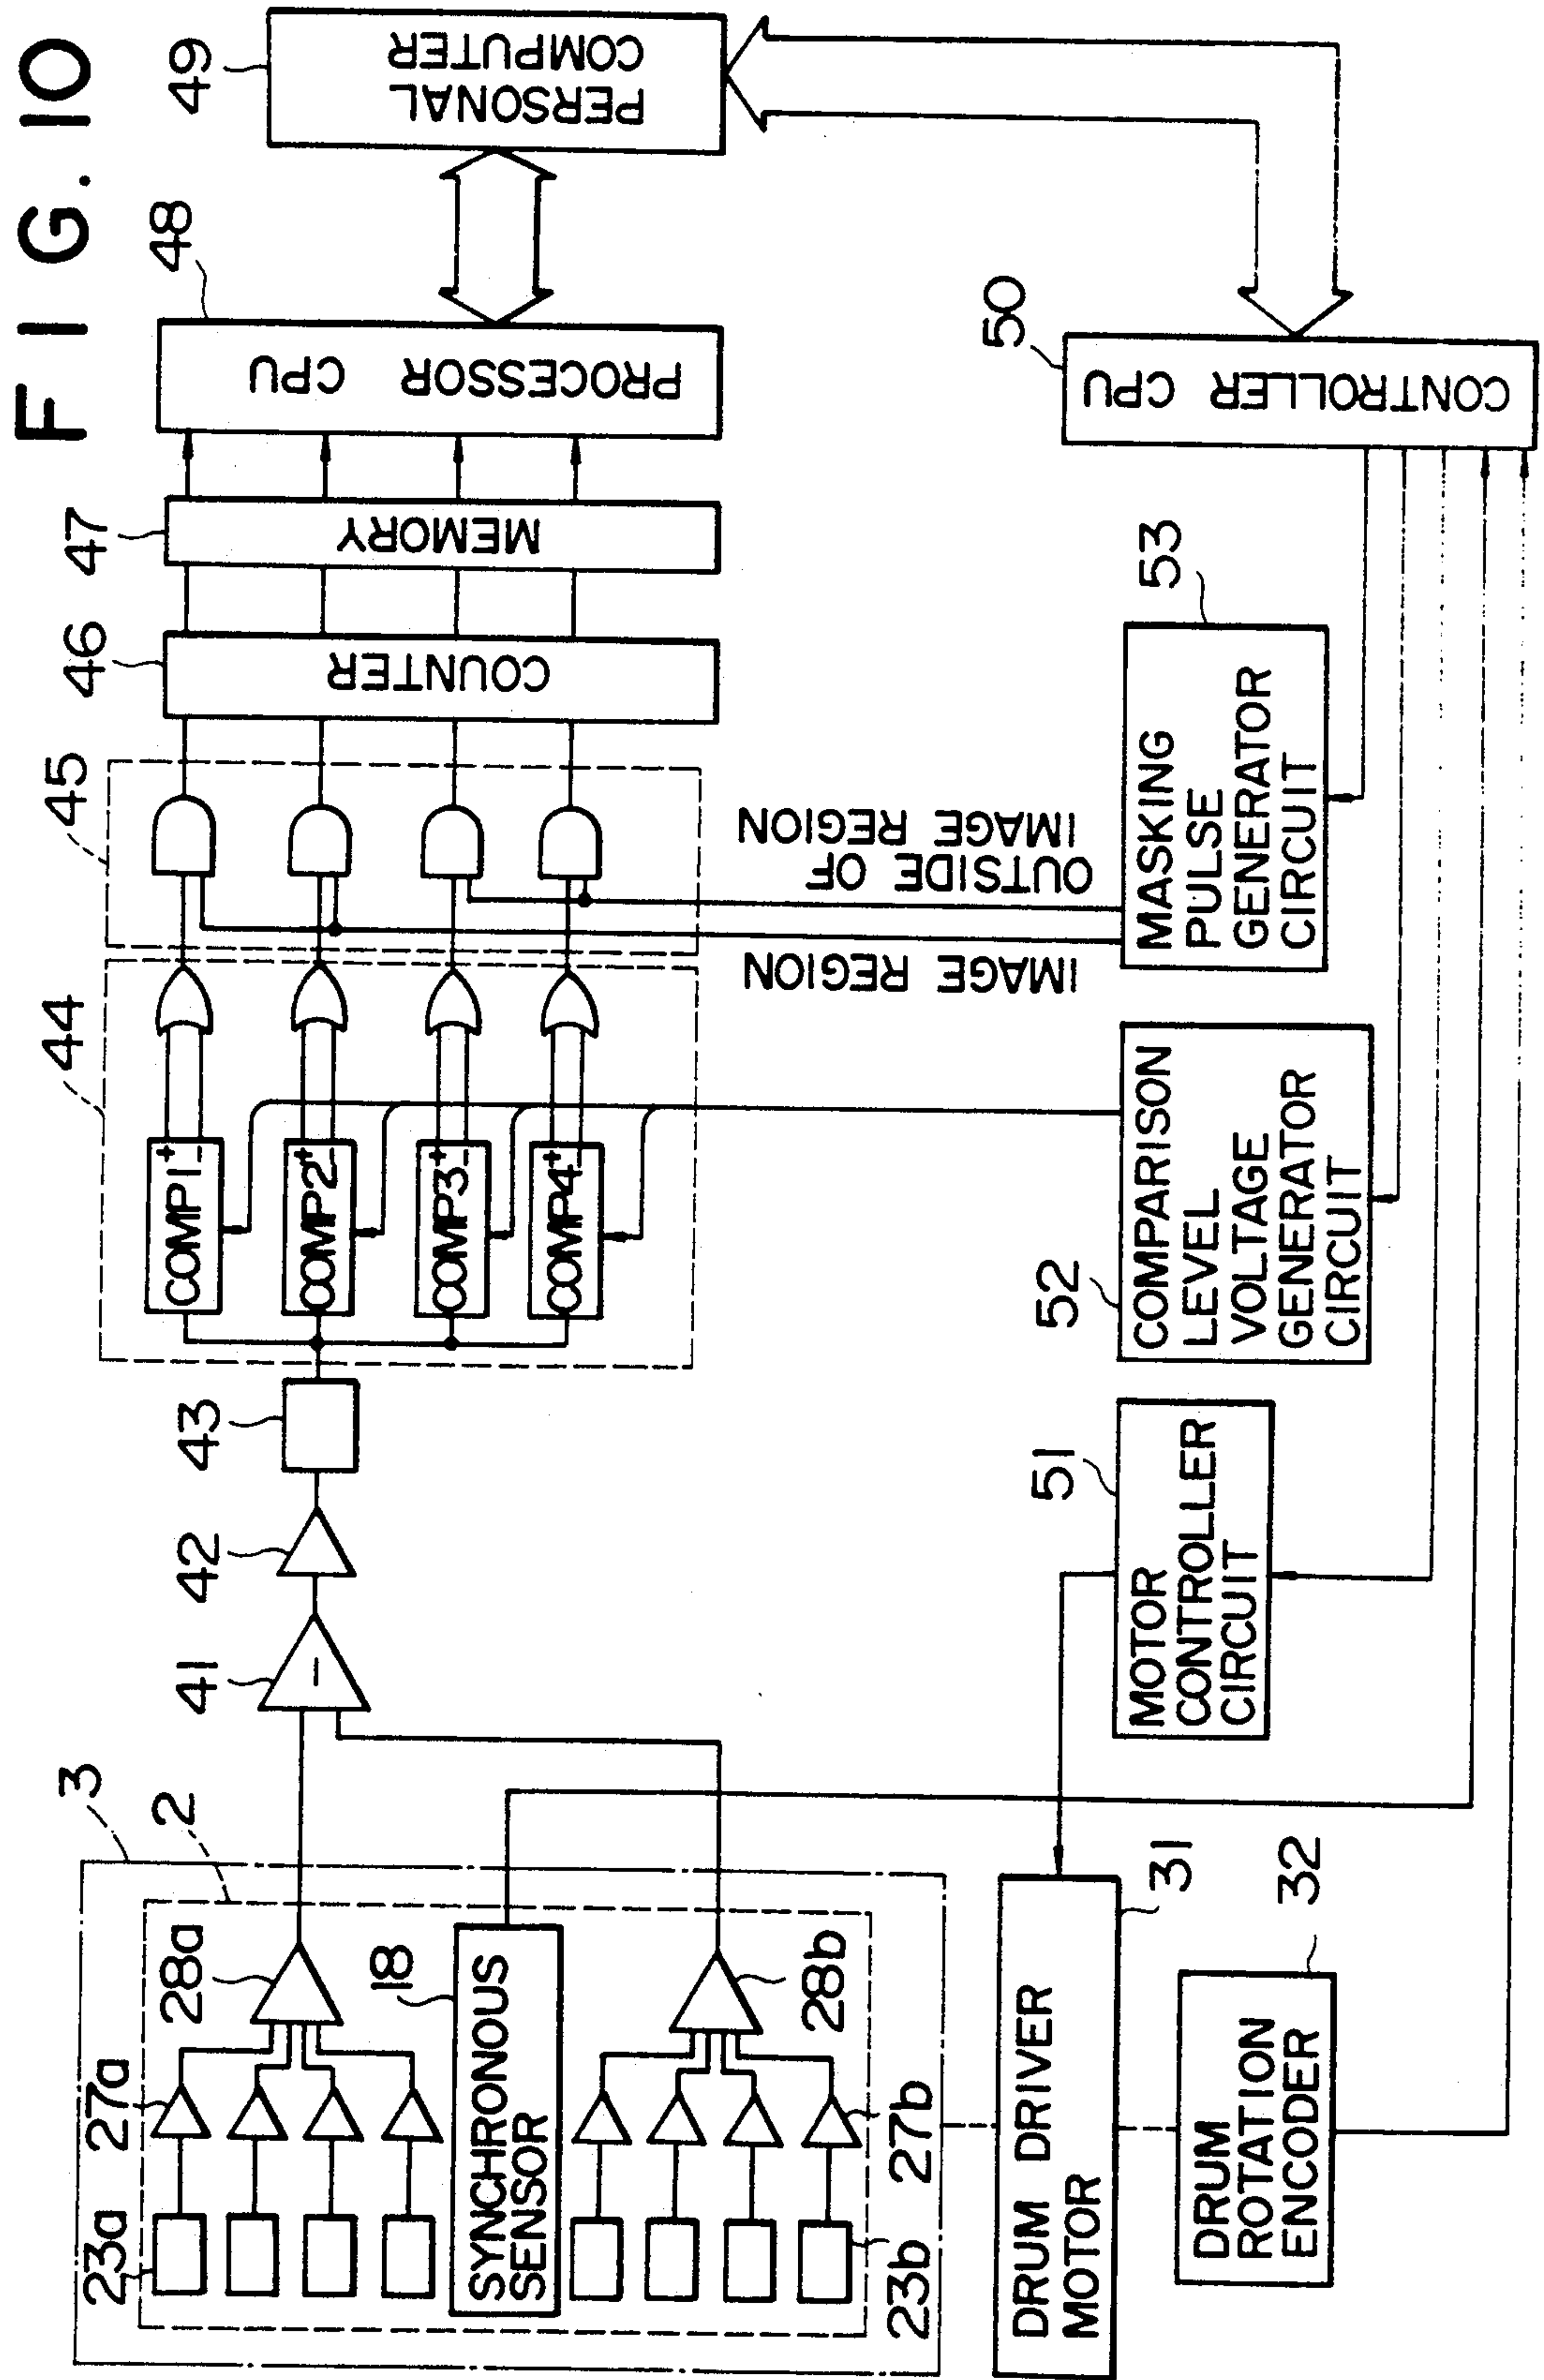 FIG. 10
3
2
23a
27a
28a
18
SYNCHRONOUS
SENSOR
23b
27b
28b
41
42
43
44
COMP1
+
-
COMP2
+
-
COMP3
+
-
COMP4
+
-
45
46
COUNTER
47
MEMORY
48
PROCESSOR CPU
49
PERSONAL
COMPUTER
IMAGE REGION
OUTSIDE OF
IMAGE REGION
DRUM DRIVER
MOTOR
31
DRUM
ROTATION
ENCODER
32
MOTOR
CONTROLLER
CIRCUIT
51
COMPARISON
LEVEL
VOLTAGE
GENERATOR
CIRCUIT
52
MASKING
PULSE
GENERATOR
CIRCUIT
53
50
CONTROLLER CPU